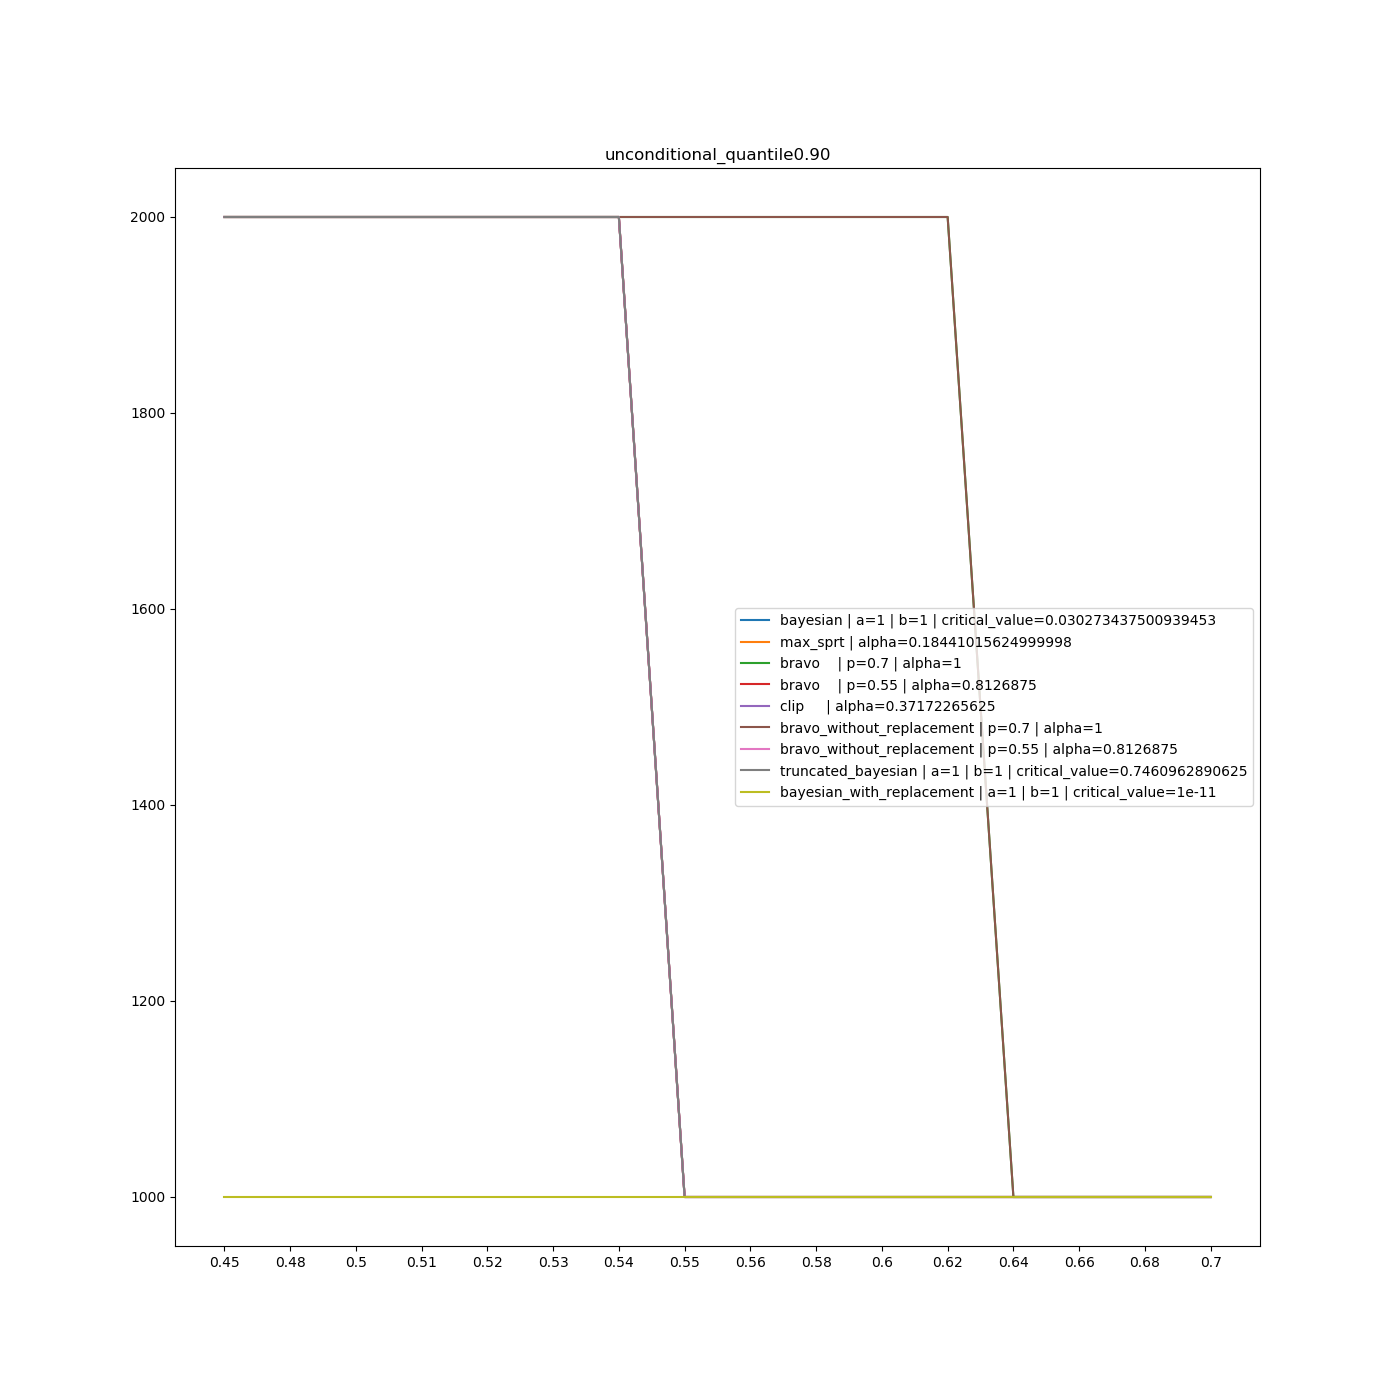 unconditional_quantile0.90
2000
1800
1600
1400
1200
1000
bayesian | a=1 | b=1 | critical_value=0.030273437500939453
max_sprt | alpha=0.18441015624999998
bravo | p=0.7 | alpha=1
bravo | p=0.55 | alpha=0.8126875
clip | alpha=0.37172265625
bravo_without_replacement | p=0.7 | alpha=1
bravo_without_replacement | p=0.55 | alpha=0.8126875
truncated_bayesian | a=1 | b=1 | critical_value=0.7460962890625
bayesian_with_replacement | a=1 | b=1 | critical_value=1e-11
0.45 0.48 0.5 0.51 0.52 0.53 0.54 0.55 0.56 0.58 0.6 0.62 0.64 0.66 0.68 0.7